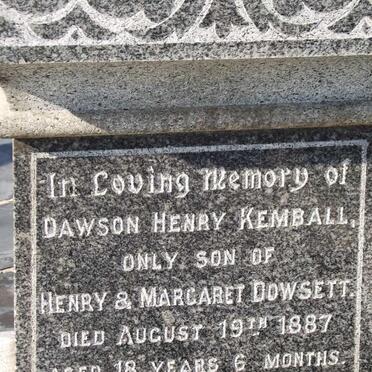 In Loving Memory of
DAWSON HENRY KEMBALL,
ONLY SON OF
HENRY & MARGARET DOWSETT.
DIED AUGUST 19TH 1887
AGED 18 YEARS 6 MONTHS.